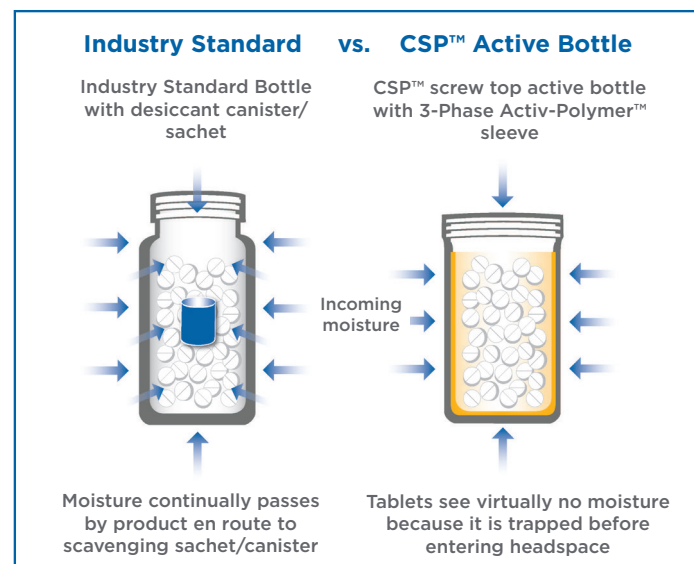 Industry Standard vs. CSP™ Active Bottle
Industry Standard Bottle
with desiccant canister/
sachet
CSP™ screw top active bottle
with 3-Phase Activ-Polymer™
sleeve
Incoming
moisture
Moisture continually passes
by product en route to
scavenging sachet/canister
Tablets see virtually no moisture
because it is trapped before
entering headspace